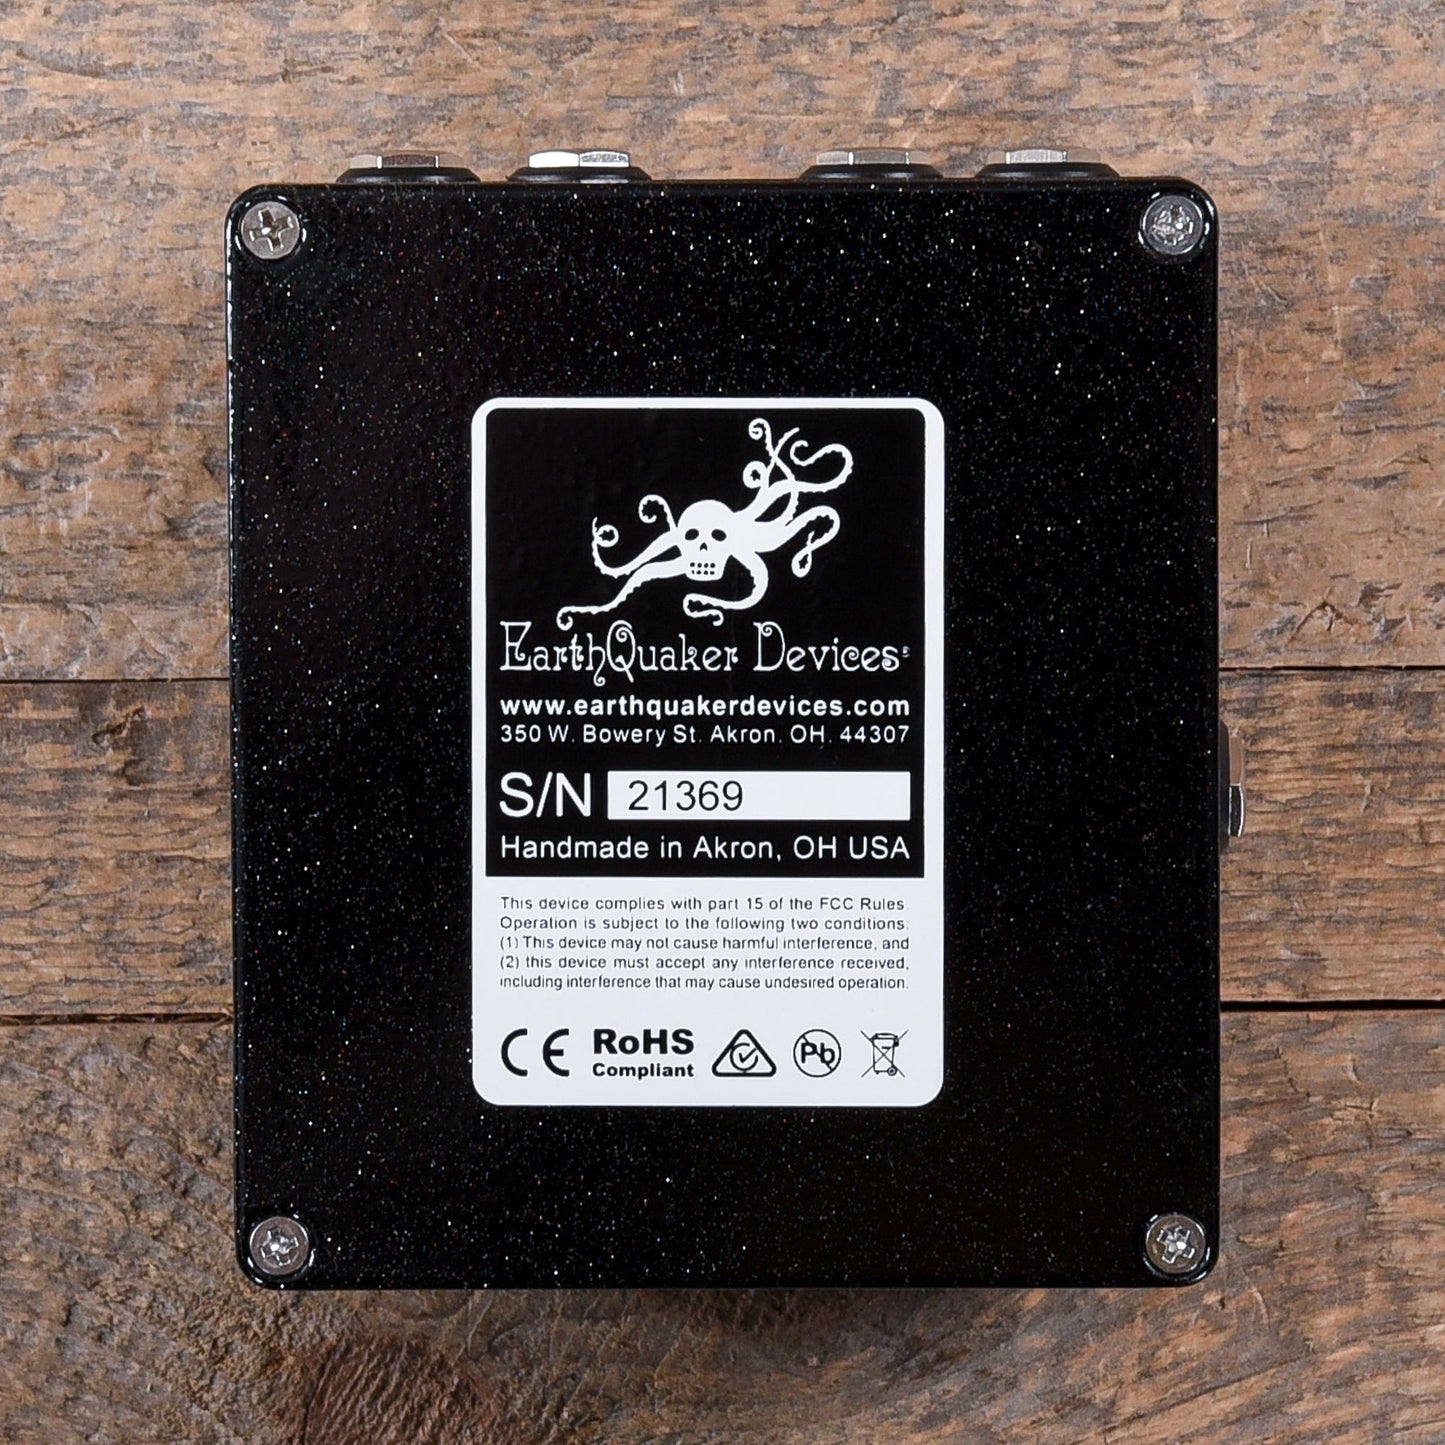 EarthQuaker Devices
www.earthquakerdevices.com
350 W. Bowery St. Akron. OH. 44307
S/N 21369
Handmade in Akron, OH USA
This device complies with part 15 of the FCC Rules.
Operation is subject to the following two conditions:
(1) This device may not cause harmful interference, and
(2) this device must accept any interference received,
including interference that may cause undesired operation.
CE RoHS Pb
Compliant